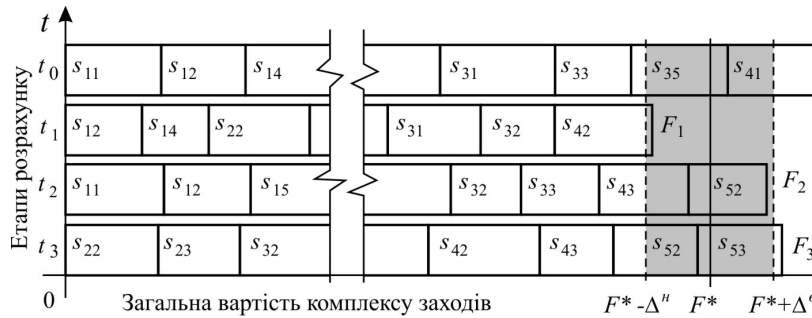 t
t0 s11 s12 s14 s31 s33 s35 s41
t1 s12 s14 s22 s31 s32 s42 F1
t2 s11 s12 s15 s32 s33 s43 s52 F2
t3 s22 s23 s32 s42 s43 s52 s53 F3
Етапи розрахунку
0 Загальна вартість комплексу заходів F*-Δн F* F*+Δ